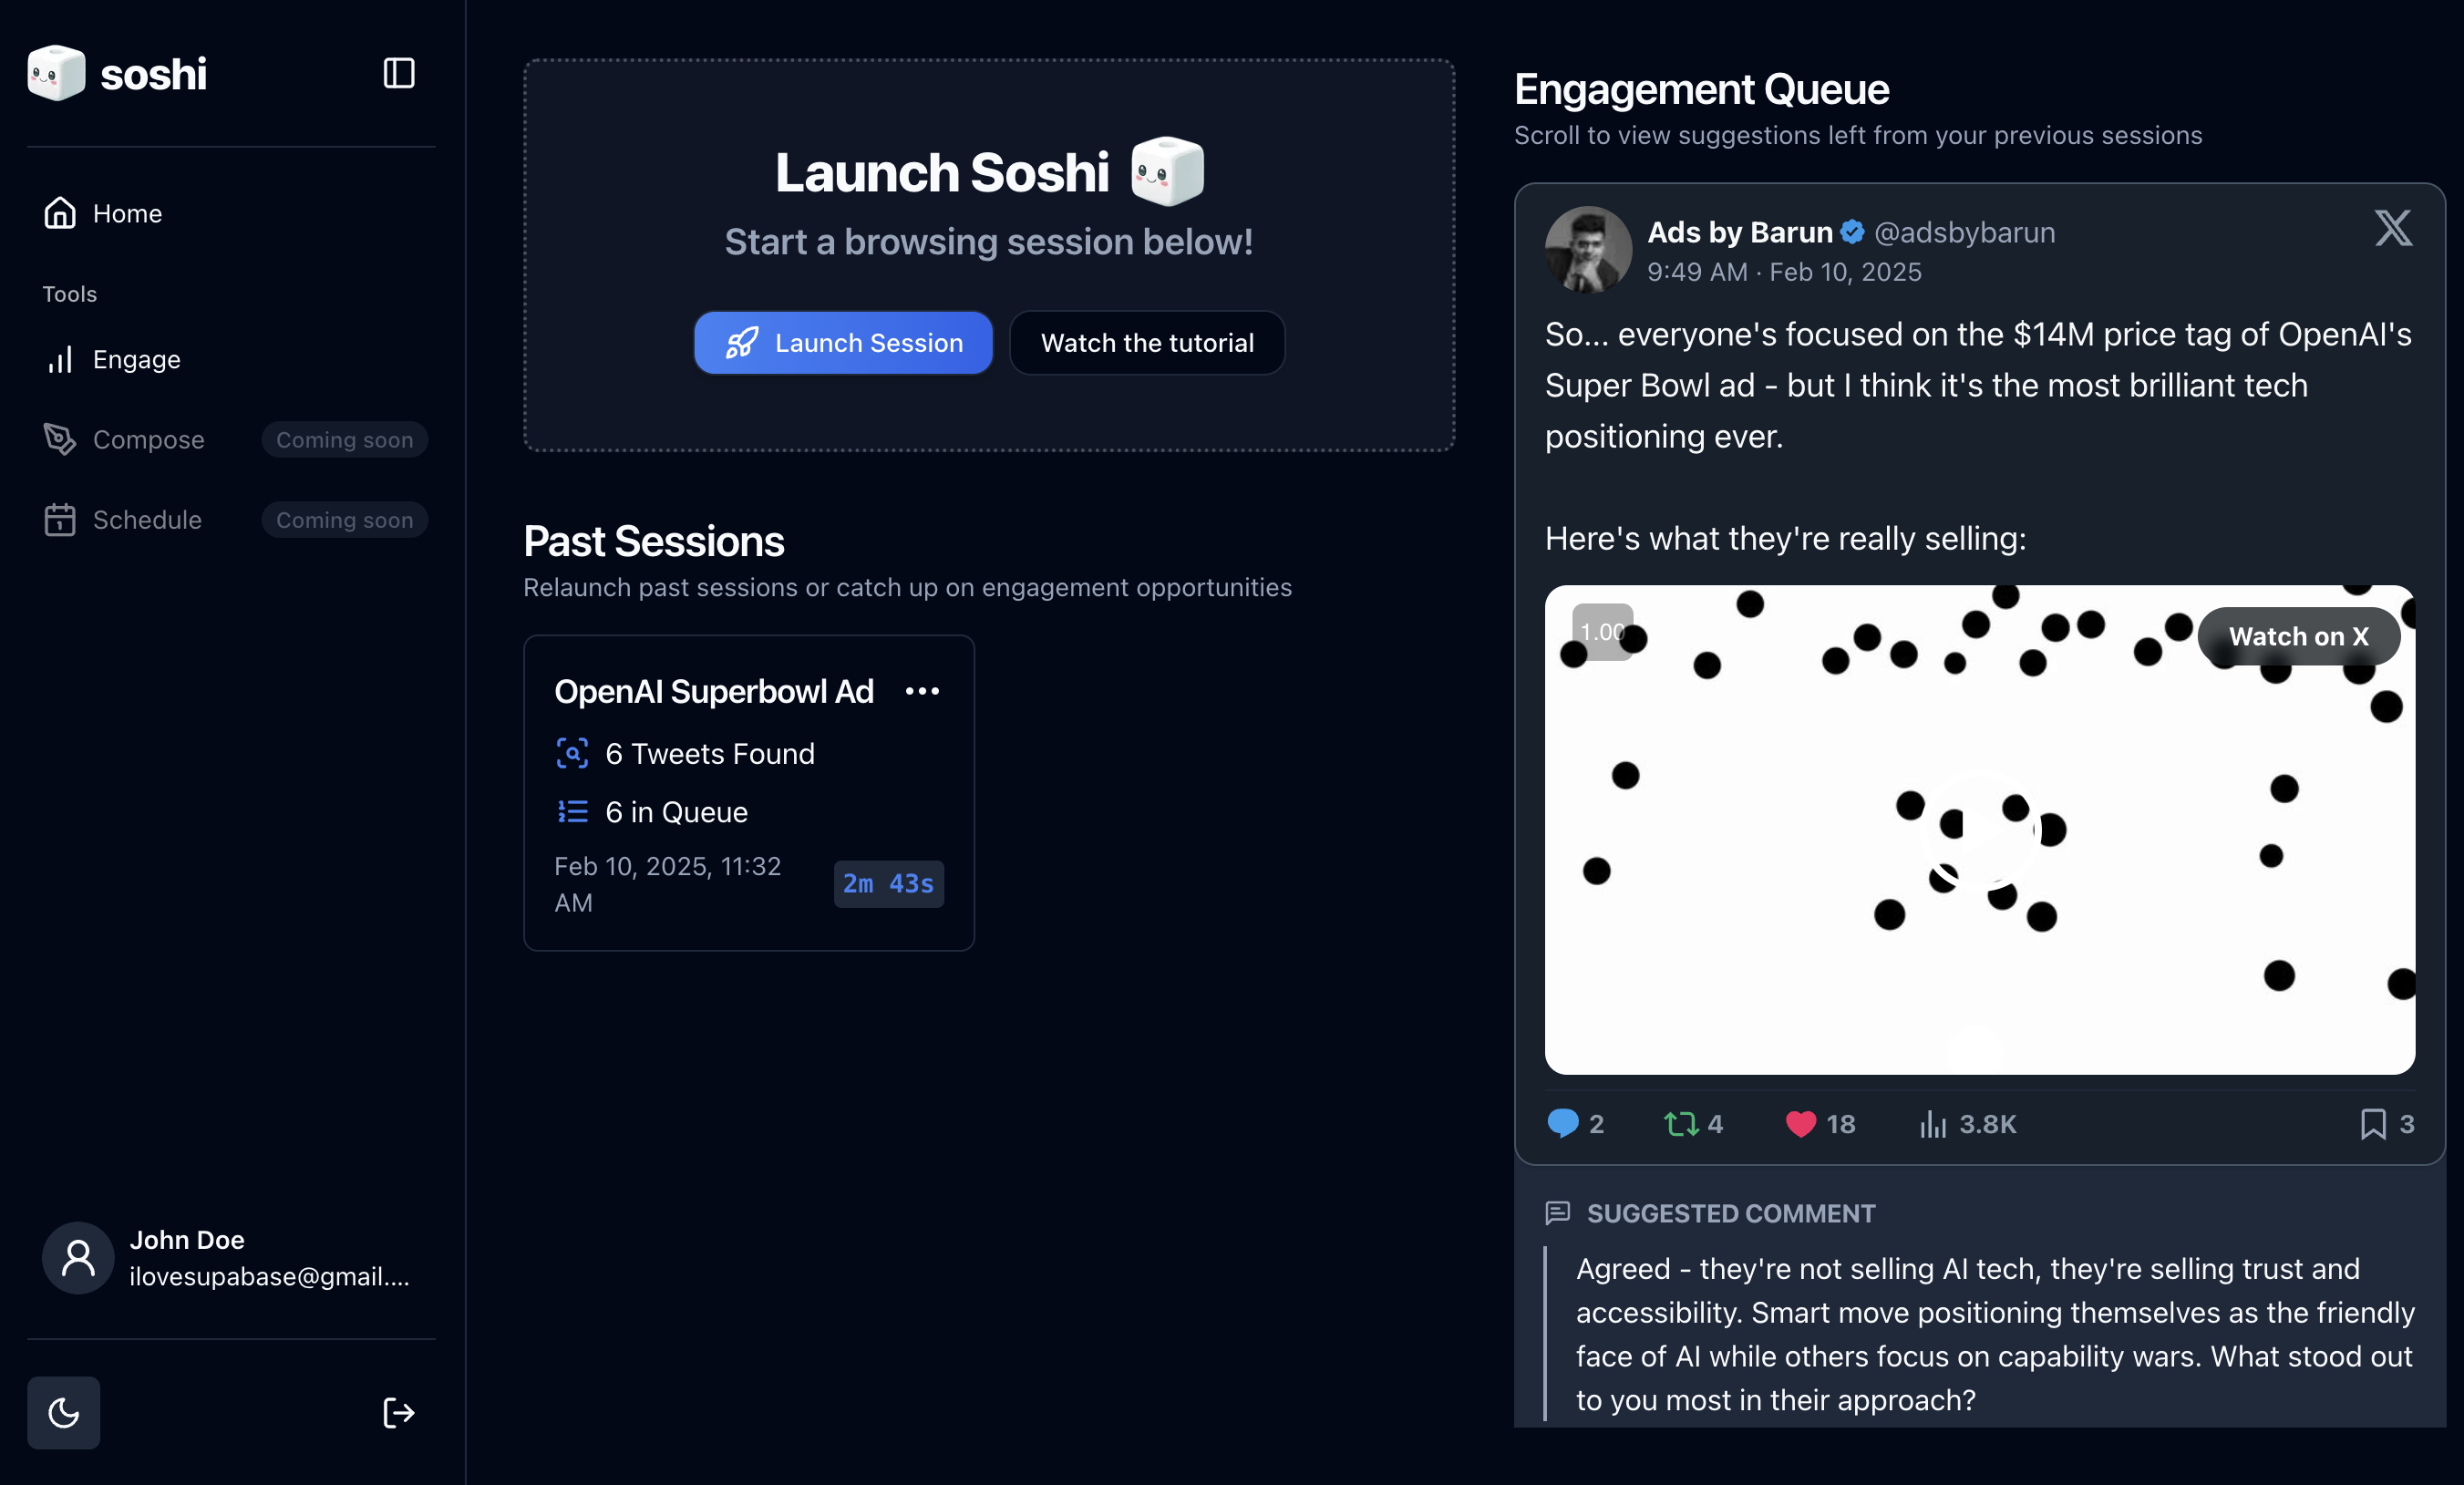 soshi
Home
Tools
Engage
Compose
Coming soon
Schedule
Coming soon
John Doe
ilovesupabase@gmail....
Launch Soshi
Start a browsing session below!
Launch Session
Watch the tutorial
Past Sessions
Relaunch past sessions or catch up on engagement opportunities
OpenAI Superbowl Ad
6 Tweets Found
6 in Queue
Feb 10, 2025, 11:32
AM
2m 43s
Engagement Queue
Scroll to view suggestions left from your previous sessions
Ads by Barun @adsbybarun
9:49 AM · Feb 10, 2025
So... everyone's focused on the $14M price tag of OpenAI's
Super Bowl ad - but I think it's the most brilliant tech
positioning ever.
Here's what they're really selling:
1.00
Watch on X
2 4 18 3.8K 3
SUGGESTED COMMENT
Agreed - they're not selling AI tech, they're selling trust and
accessibility. Smart move positioning themselves as the friendly
face of AI while others focus on capability wars. What stood out
to you most in their approach?